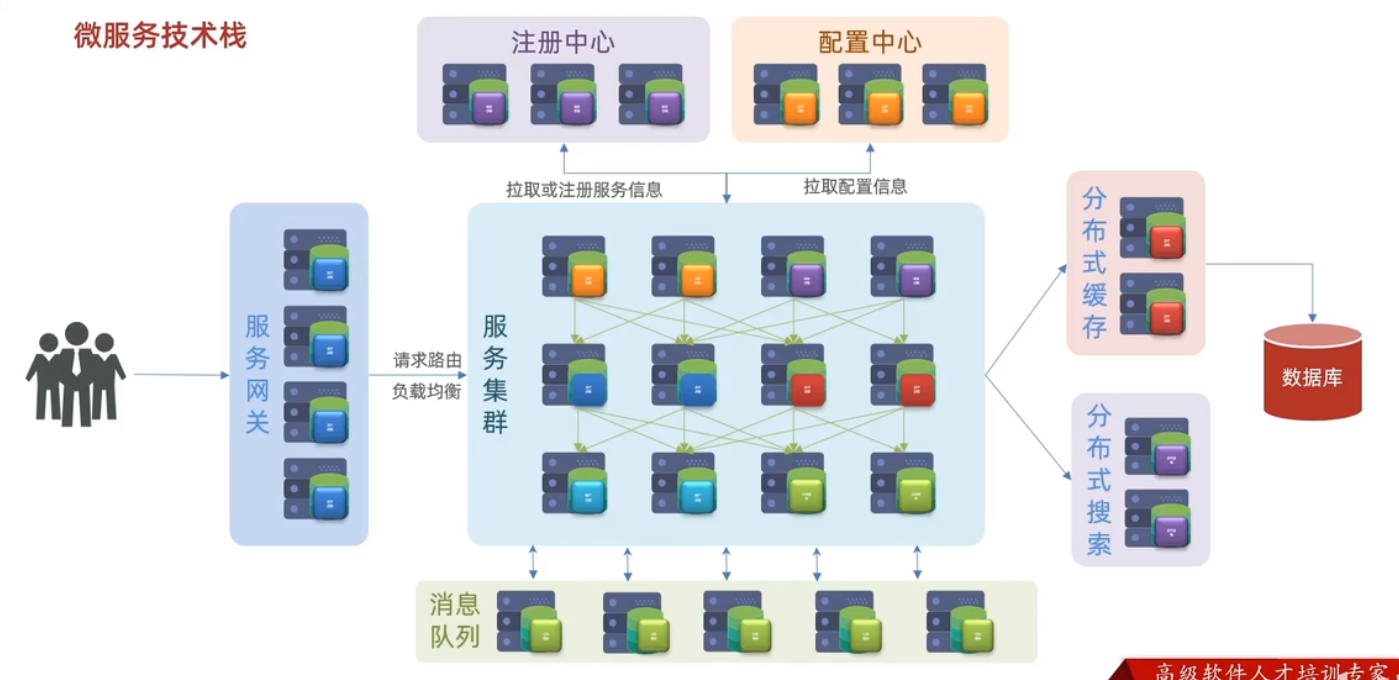 微服务技术栈
注册中心
配置中心
拉取或注册服务信息
拉取配置信息
服务网关
请求路由
负载均衡
服务集群
分布式缓存
数据库
分布式搜索
消息
队列
高级软件人才培训专家